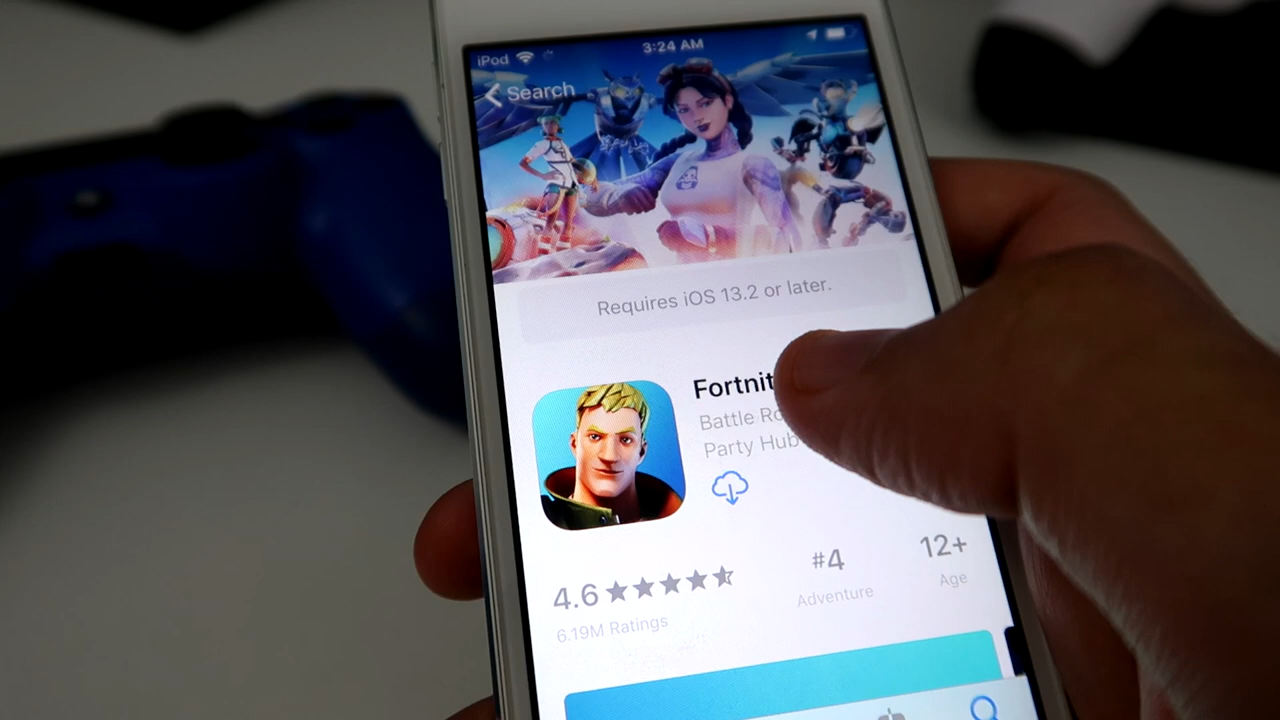 iPod 3:24 AM
Search
Requires iOS 13.2 or later.
Fortnit
Battle Ro
Party Hub
4.6 #4 12+
6.19M Ratings Adventure Age